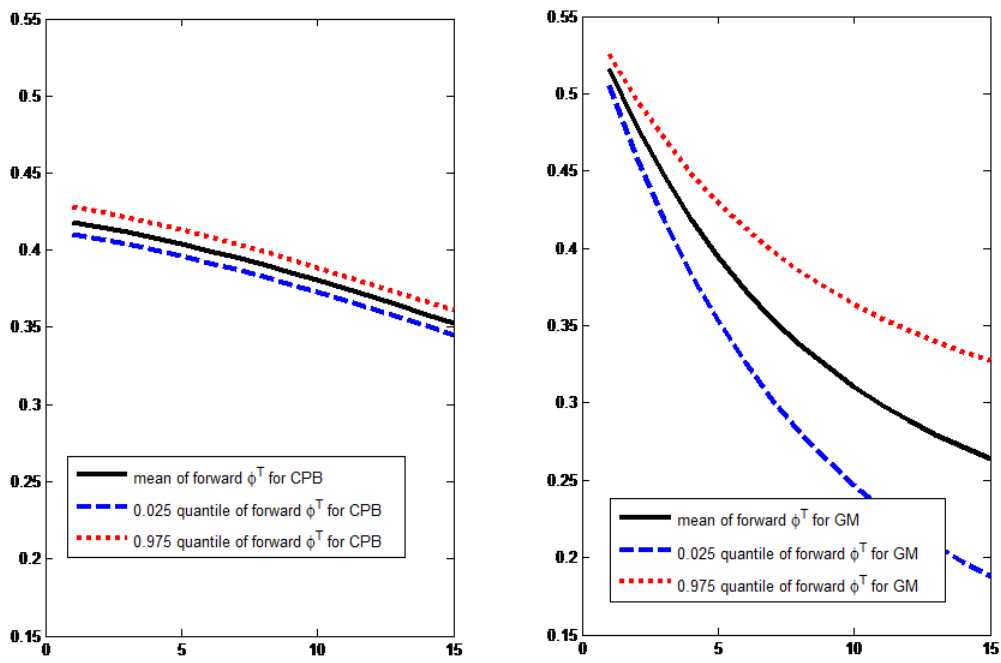 0.55
0.5
0.45
0.4
0.35
0.3
0.25
0.2
0.15
0 5 10 15
mean of forward ϕᵀ for CPB
0.025 quantile of forward ϕᵀ for CPB
0.975 quantile of forward ϕᵀ for CPB
0.55
0.5
0.45
0.4
0.35
0.3
0.25
0.2
0.15
0 5 10 15
mean of forward ϕᵀ for GM
0.025 quantile of forward ϕᵀ for GM
0.975 quantile of forward ϕᵀ for GM